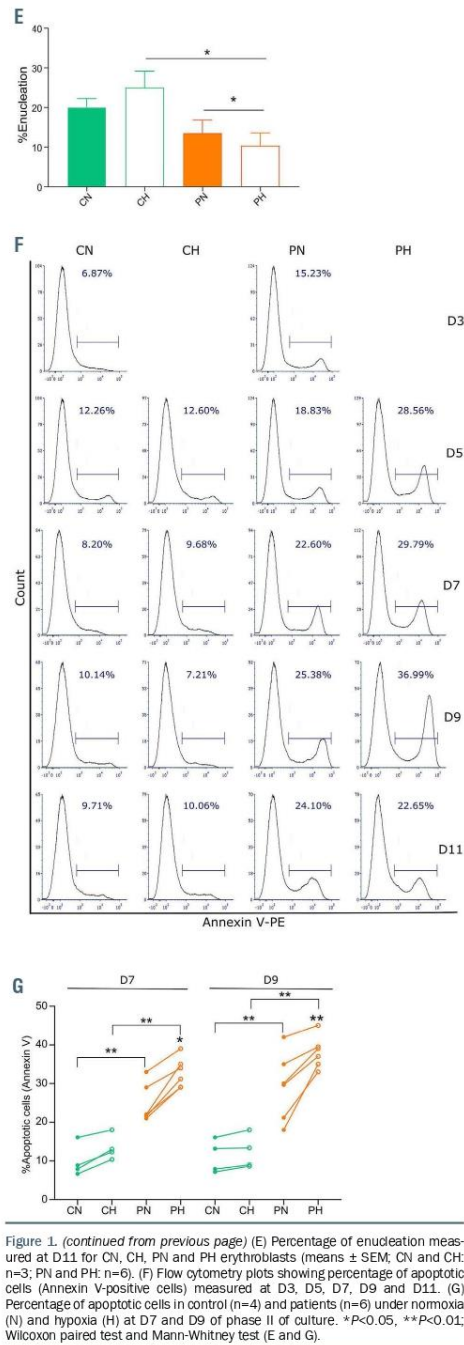 E
40
30
20
10
0
%Enucleation
*
*
CN CH PN PH
F
CN CH PN PH
6.87% 15.23% D3
12.26% 12.60% 18.83% 28.56% D5
8.20% 9.68% 22.60% 29.79% D7
10.14% 7.21% 25.38% 36.99% D9
9.71% 10.06% 24.10% 22.65% D11
Count
Annexin V-PE
G
D7 D9
50
40
30
20
10
0
%Apoptotic cells (Annexin V)
** ** * ** ** **
CN CH PN PH CN CH PN PH
Figure 1. (continued from previous page) (E) Percentage of enucleation meas-
ured at D11 for CN, CH, PN and PH erythroblasts (means ± SEM; CN and CH:
n=3; PN and PH: n=6). (F) Flow cytometry plots showing percentage of apoptotic
cells (Annexin V-positive cells) measured at D3, D5, D7, D9 and D11. (G)
Percentage of apoptotic cells in control (n=4) and patients (n=6) under normoxia
(N) and hypoxia (H) at D7 and D9 of phase II of culture. *P<0.05, **P<0.01;
Wilcoxon paired test and Mann-Whitney test (E and G).